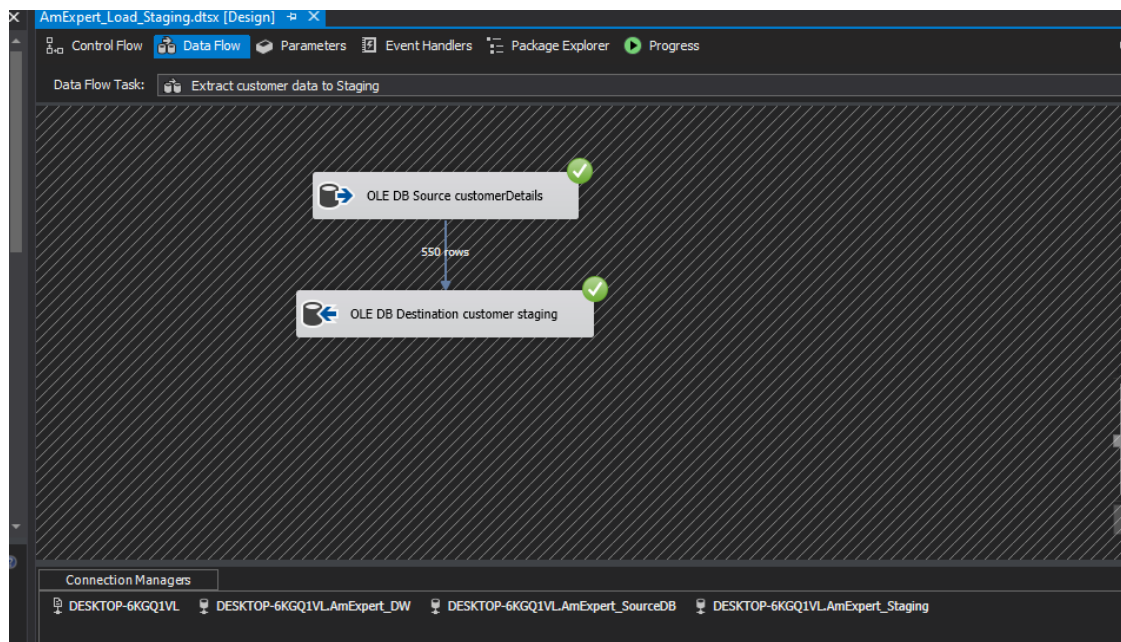 AmExpert_Load_Staging.dtsx [Design]
Control Flow Data Flow Parameters Event Handlers Package Explorer Progress
Data Flow Task: Extract customer data to Staging
OLE DB Source customerDetails
550 rows
OLE DB Destination customer staging
Connection Managers
DESKTOP-6KGQ1VL DESKTOP-6KGQ1VL.AmExpert_DW DESKTOP-6KGQ1VL.AmExpert_SourceDB DESKTOP-6KGQ1VL.AmExpert_Staging